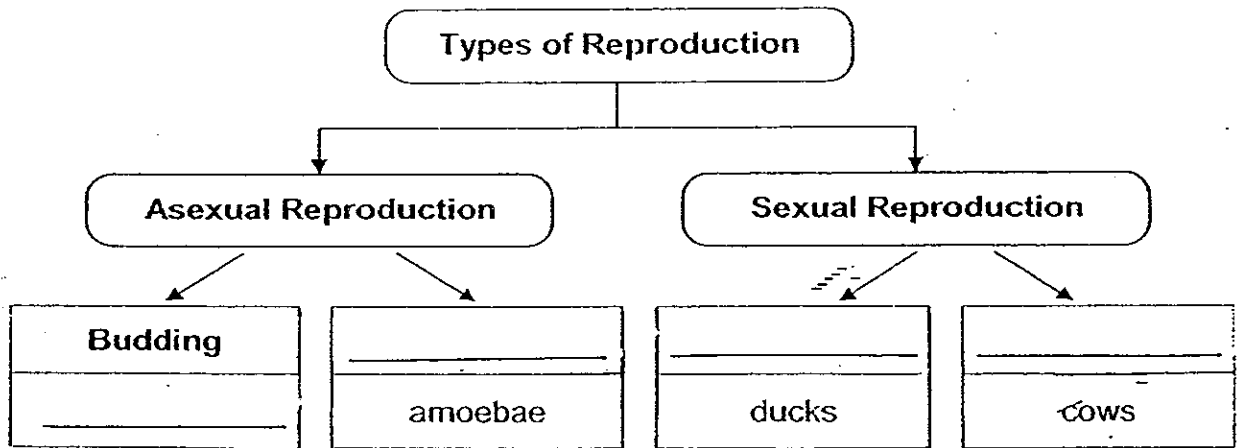 Types of Reproduction
Asexual Reproduction
Sexual Reproduction
Budding
amoebae
ducks
cows